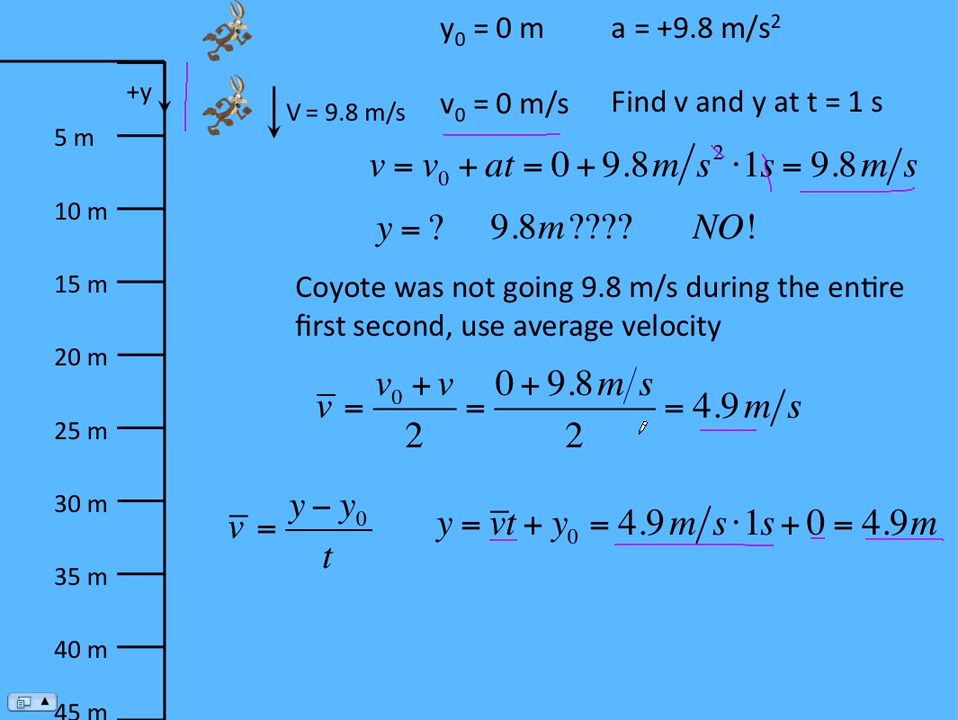 y₀ = 0 m a = +9.8 m/s²
+y
V = 9.8 m/s v₀ = 0 m/s Find v and y at t = 1 s
5 m
v = v₀ + at = 0 + 9.8 m/s² · 1s = 9.8 m/s
10 m
y = ? 9.8m???? NO!
15 m
Coyote was not going 9.8 m/s during the entire
first second, use average velocity
20 m
v̅ = (v₀ + v)/2 = (0 + 9.8 m/s)/2 = 4.9 m/s
25 m
30 m
v̅ = (y − y₀)/t y = v̅t + y₀ = 4.9 m/s · 1s + 0 = 4.9m
35 m
40 m
45 m